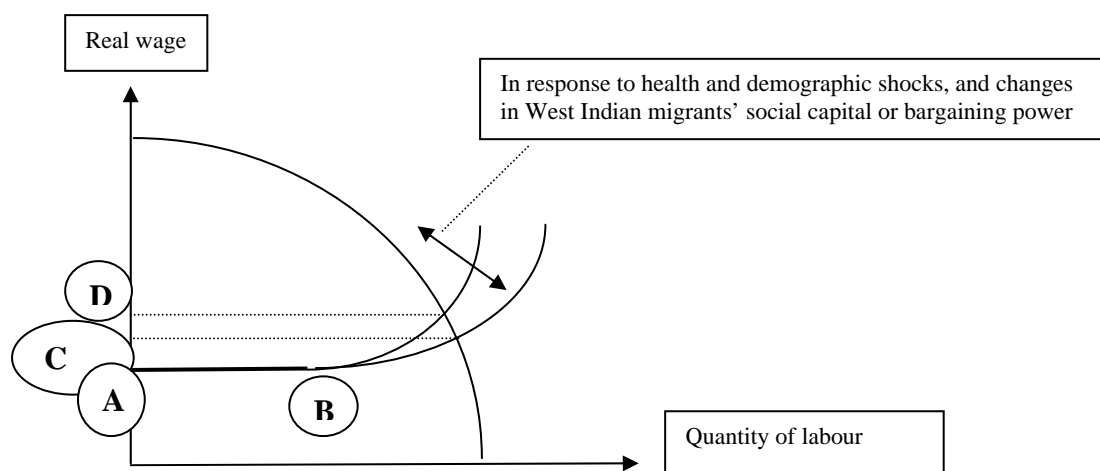 Real wage
In response to health and demographic shocks, and changes
in West Indian migrants’ social capital or bargaining power
D
C
A
B
Quantity of labour